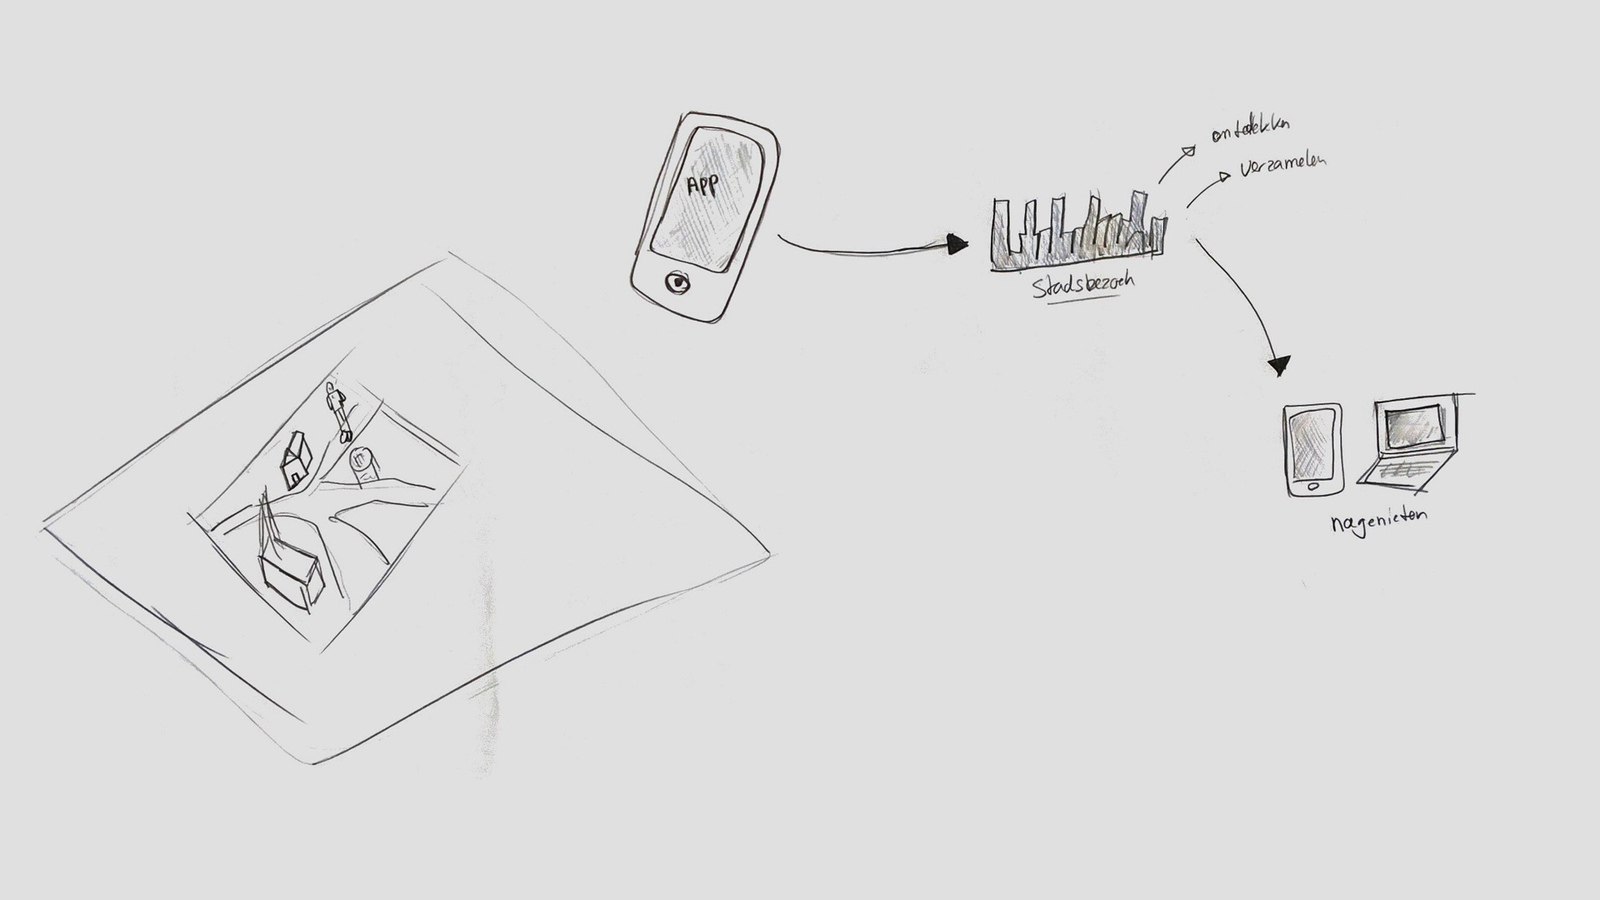 APP
ontdekken
verzamelen
Stadsbezoek
nagenieten